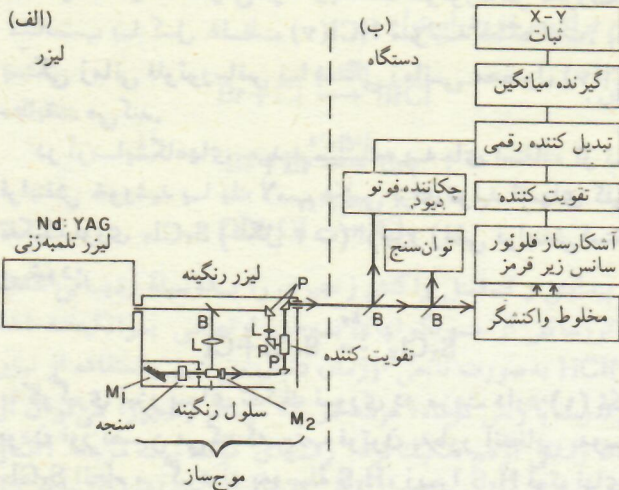 (الف)
لیزر
(ب)
دستگاه
X-Y
ثبات
گیرنده میانگین
تبدیل کننده رقمی
تقویت کننده
آشکارساز فلوئور
سانس زیر قرمز
مخلوط واکنشگر
چکاننده فوتو
دیود
توان‌سنج
B
B
Nd: YAG
لیزر تلمبه‌زنی
لیزر رنگینه
P
B
L
L
P
P
M1
سنجه
سلول رنگینه
M2
تقویت کننده
موج‌ساز